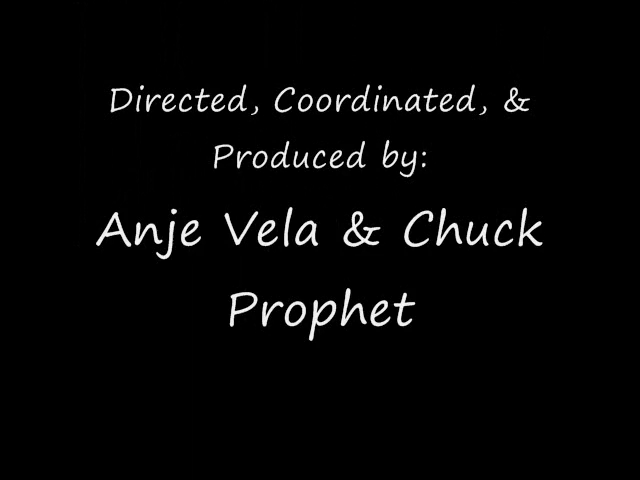 Directed, Coordinated, &
Produced by:
Anje Vela & Chuck
Prophet